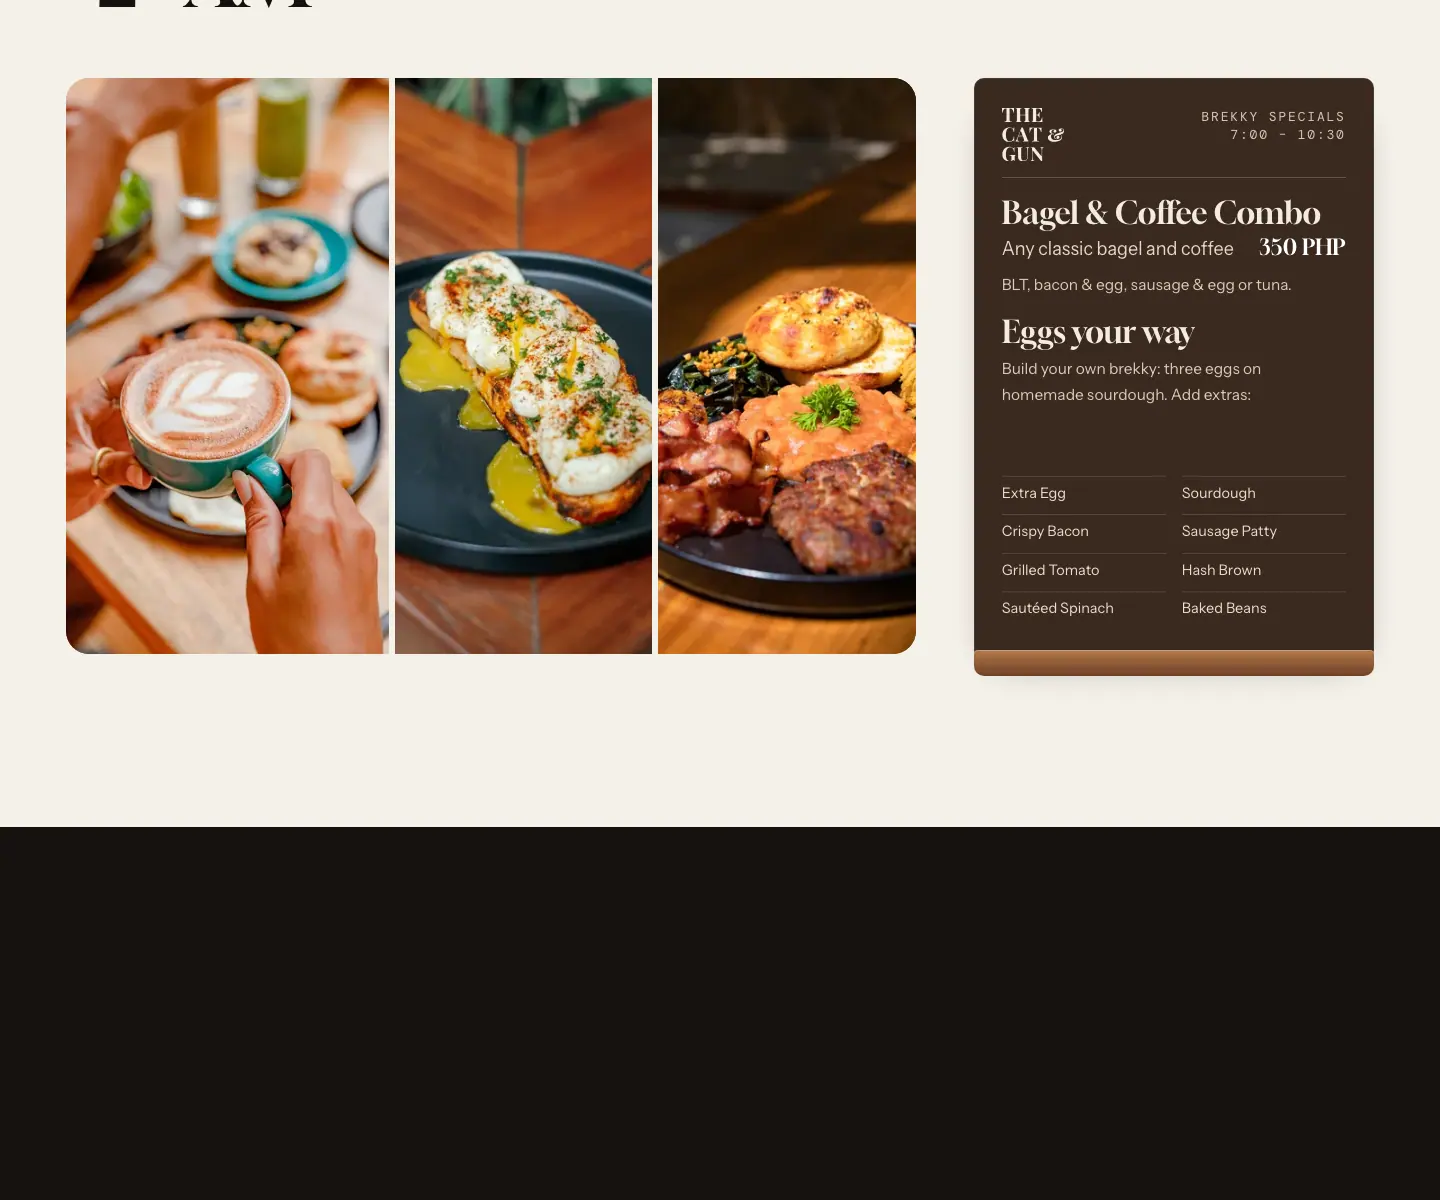 THE
CAT &
GUN
BREKKY SPECIALS
7:00 – 10:30
Bagel & Coffee Combo
Any classic bagel and coffee 350 PHP
BLT, bacon & egg, sausage & egg or tuna.
Eggs your way
Build your own brekky: three eggs on
homemade sourdough. Add extras:
Extra Egg
Sourdough
Crispy Bacon
Sausage Patty
Grilled Tomato
Hash Brown
Sautéed Spinach
Baked Beans